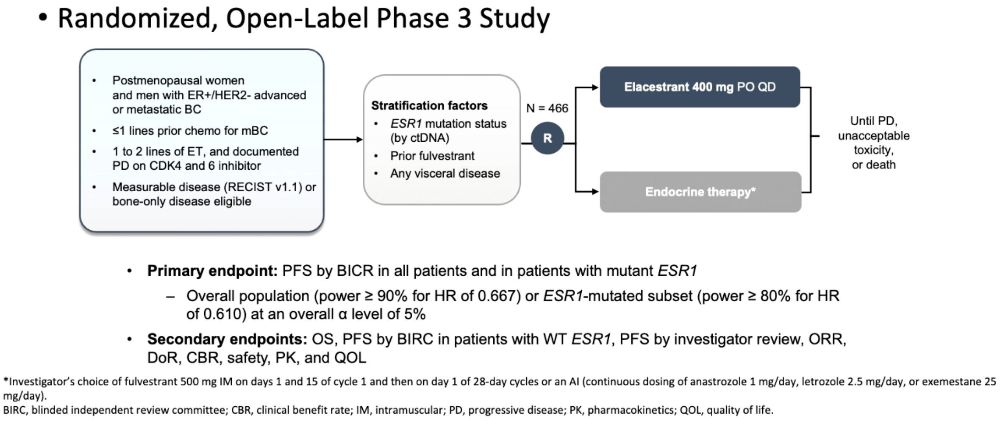 • Randomized, Open-Label Phase 3 Study
• Postmenopausal women
and men with ER+/HER2- advanced
or metastatic BC
• ≤1 lines prior chemo for mBC
• 1 to 2 lines of ET, and documented
PD on CDK4 and 6 inhibitor
• Measurable disease (RECIST v1.1) or
bone-only disease eligible
Stratification factors
• ESR1 mutation status
(by ctDNA)
• Prior fulvestrant
• Any visceral disease
N = 466
R
Elacestrant 400 mg PO QD
Endocrine therapy*
Until PD,
unacceptable
toxicity,
or death
• Primary endpoint: PFS by BICR in all patients and in patients with mutant ESR1
– Overall population (power ≥ 90% for HR of 0.667) or ESR1-mutated subset (power ≥ 80% for HR
of 0.610) at an overall α level of 5%
• Secondary endpoints: OS, PFS by BIRC in patients with WT ESR1, PFS by investigator review, ORR,
DoR, CBR, safety, PK, and QOL
*Investigator’s choice of fulvestrant 500 mg IM on days 1 and 15 of cycle 1 and then on day 1 of 28-day cycles or an AI (continuous dosing of anastrozole 1 mg/day, letrozole 2.5 mg/day, or exemestane 25
mg/day).
BIRC, blinded independent review committee; CBR, clinical benefit rate; IM, intramuscular; PD, progressive disease; PK, pharmacokinetics; QOL, quality of life.